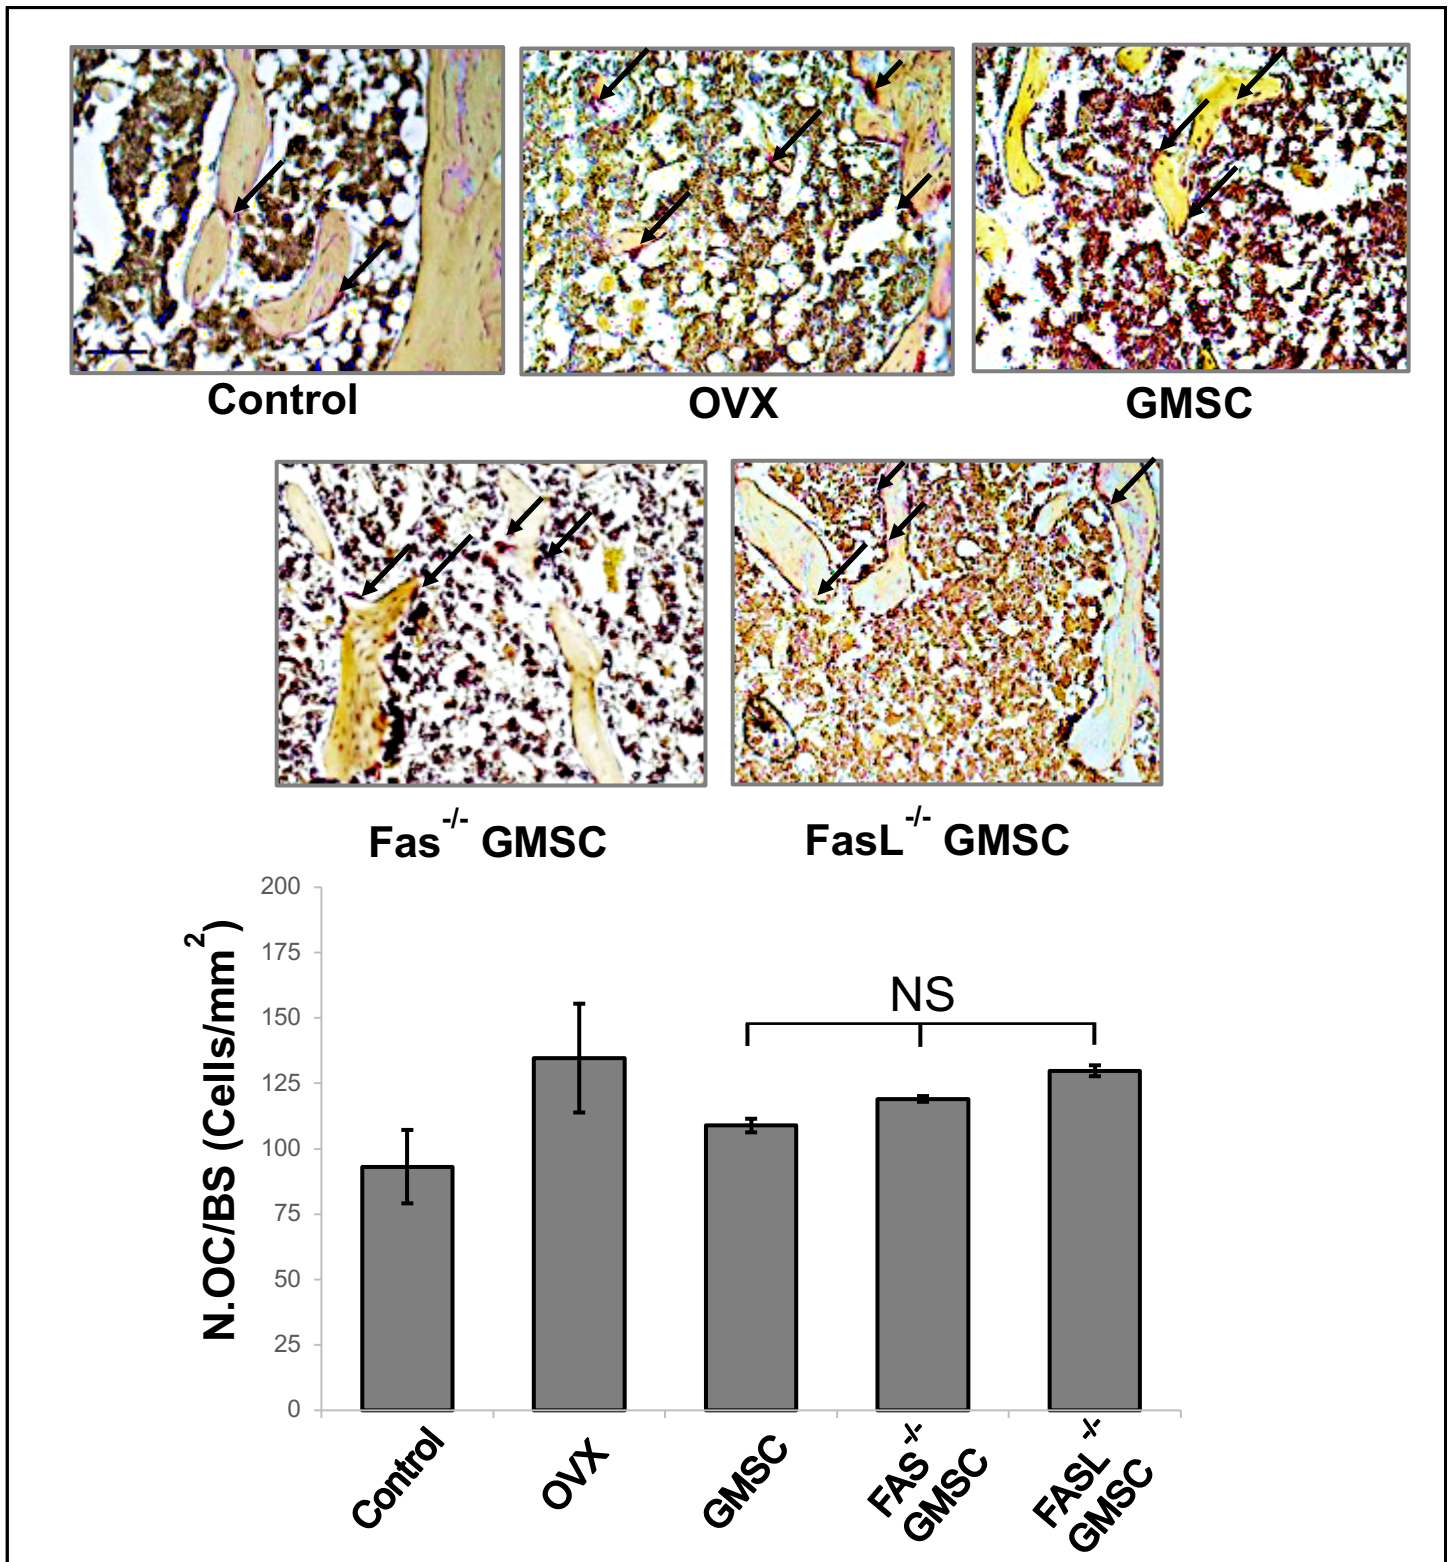 Control
OVX
GMSC
Fas-/- GMSC
FasL-/- GMSC
N.OC/BS (Cells/mm2)
200
175
150
125
100
75
50
25
0
NS
Control
OVX
GMSC
FAS-/-
GMSC
FASL-/-
GMSC